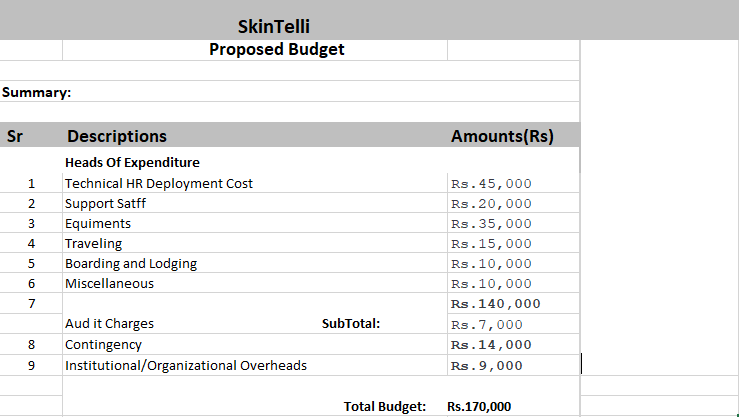 SkinTelli
Proposed Budget
Summary:
Sr Descriptions Amounts(Rs)
Heads Of Expenditure
1 Technical HR Deployment Cost Rs.45,000
2 Support Satff Rs.20,000
3 Equiments Rs.35,000
4 Traveling Rs.15,000
5 Boarding and Lodging Rs.10,000
6 Miscellaneous Rs.10,000
7 Rs.140,000
Aud it Charges SubTotal: Rs.7,000
8 Contingency Rs.14,000
9 Institutional/Organizational Overheads Rs.9,000
Total Budget: Rs.170,000